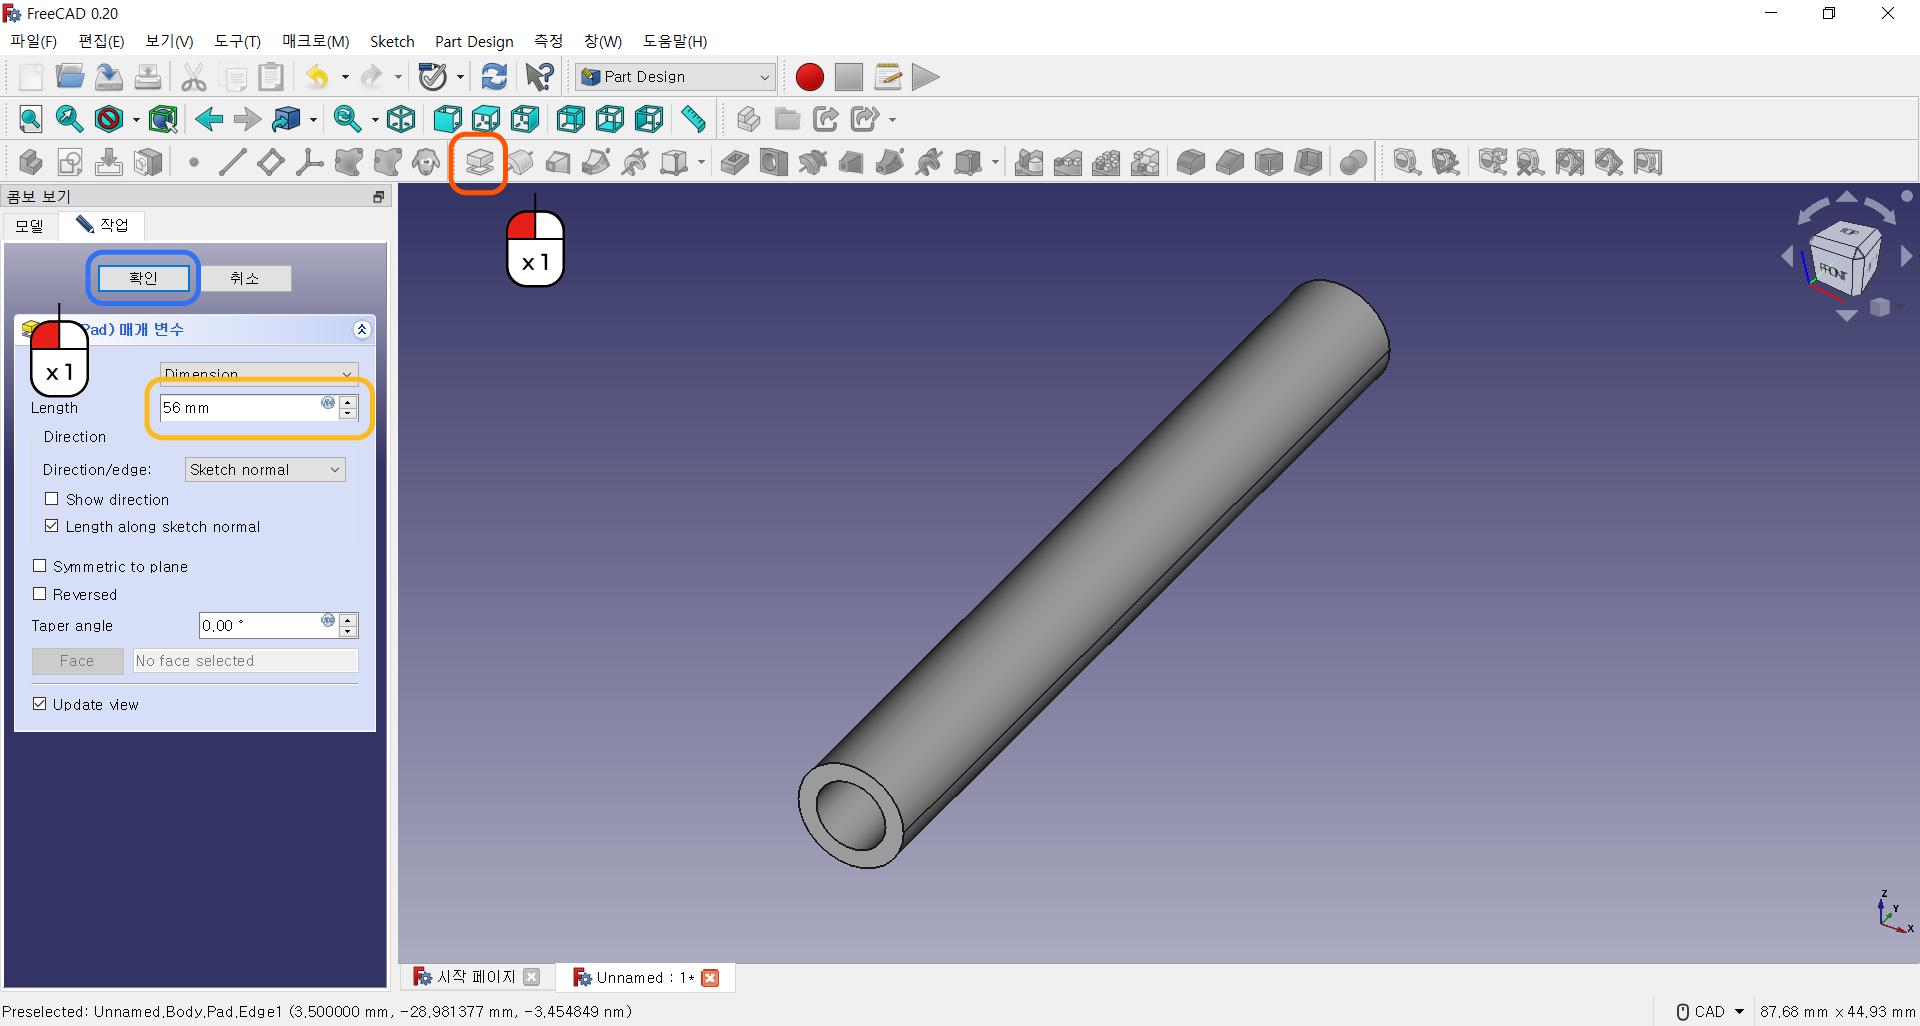 FreeCAD 0.20
파일(F) 편집(E) 보기(V) 도구(T) 매크로(M) Sketch Part Design 측정 창(W) 도움말(H)
Part Design
콤보 보기
모델 작업
확인 취소
x 1
TOP
FRONT
Pad) 매개 변수
x 1
Dimension
Length 56 mm
Direction
Direction/edge: Sketch normal
Show direction
Length along sketch normal
Symmetric to plane
Reversed
Taper angle 0.00 °
Face No face selected
Update view
Z
Y
X
시작 페이지 Unnamed : 1*
Preselected: Unnamed.Body.Pad.Edge1 (3.500000 mm, -28.981377 mm, -3.454849 nm) CAD 87.68 mm x 44.93 mm